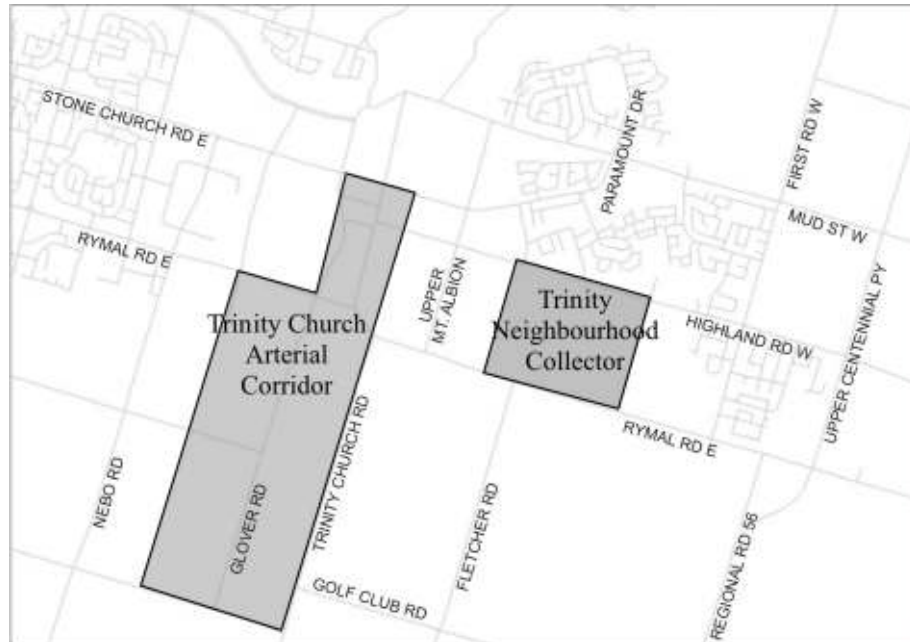 STONE CHURCH RD E
PARAMOUNT DR
FIRST RD W
MUD ST W
RYMAL RD E
UPPER
MT. ALBION
UPPER CENTENNIAL PY
Trinity
Neighbourhood
Collector
HIGHLAND RD W
Trinity Church
Arterial
Corridor
RYMAL RD E
TRINITY CHURCH RD
NEBO RD
GLOVER RD
FLETCHER RD
REGIONAL RD 56
GOLF CLUB RD